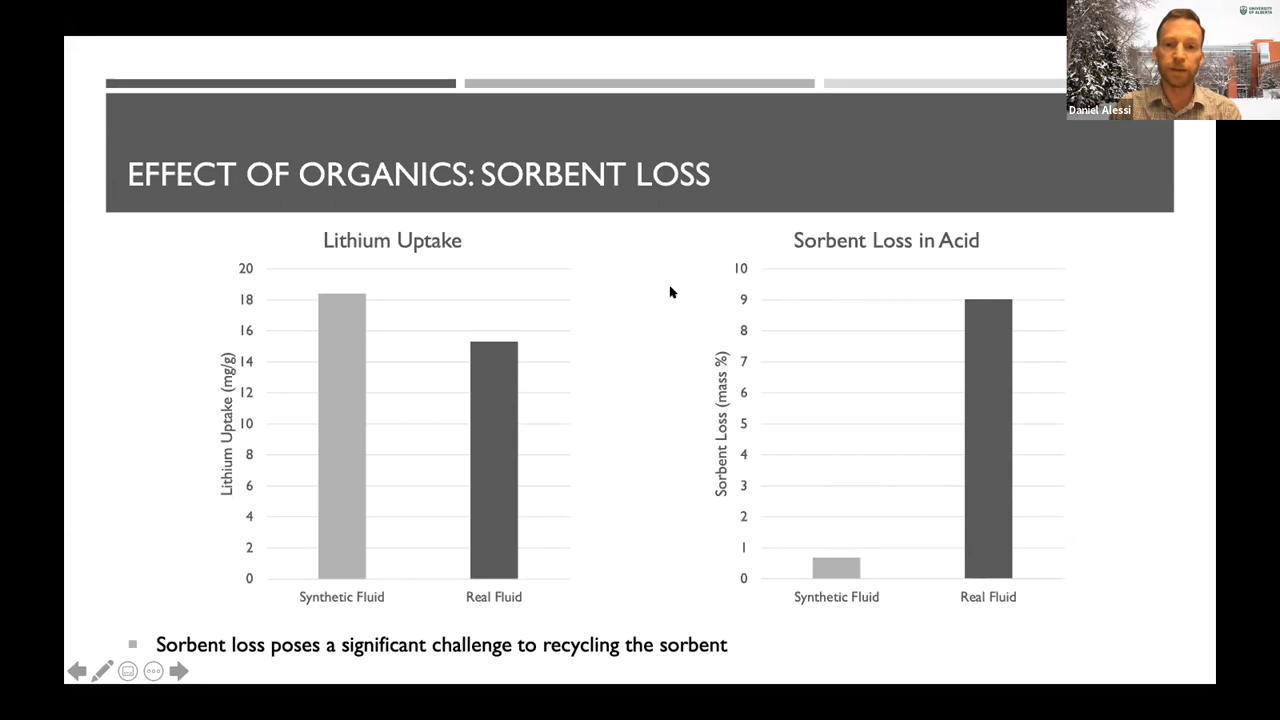 UNIVERSITY
OF ALBERTA
Daniel Alessi
EFFECT OF ORGANICS: SORBENT LOSS
Lithium Uptake
Lithium Uptake (mg/g)
20
18
16
14
12
10
8
6
4
2
0
Synthetic Fluid
Real Fluid
Sorbent Loss in Acid
Sorbent Loss (mass %)
10
9
8
7
6
5
4
3
2
1
0
Synthetic Fluid
Real Fluid
Sorbent loss poses a significant challenge to recycling the sorbent